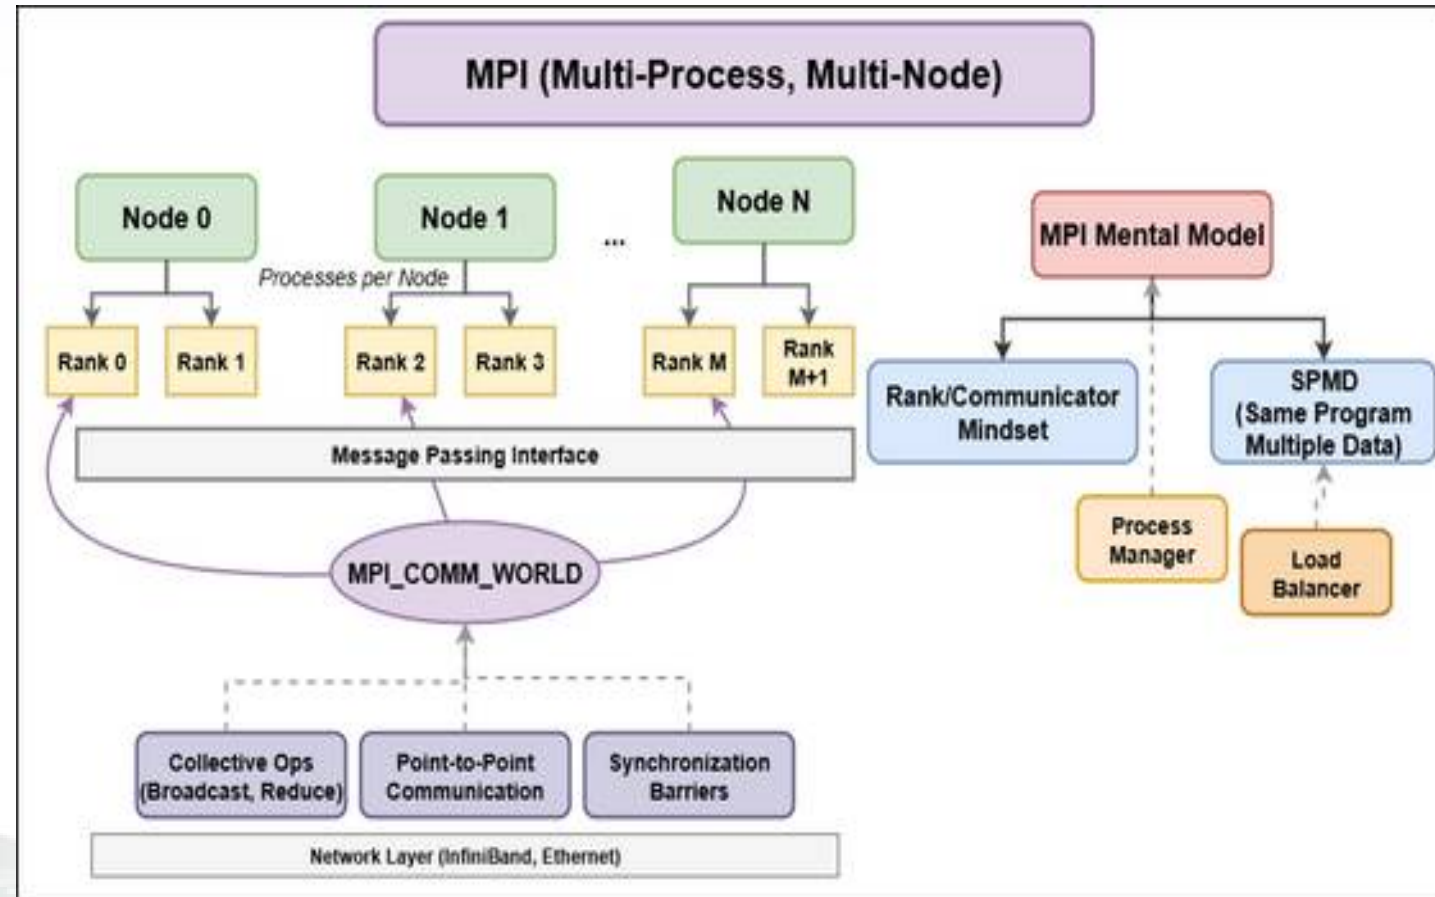 MPI (Multi-Process, Multi-Node)
Node 0
Node 1
...
Node N
Processes per Node
Rank 0
Rank 1
Rank 2
Rank 3
Rank M
Rank
M+1
Message Passing Interface
MPI_COMM_WORLD
Collective Ops
(Broadcast, Reduce)
Point-to-Point
Communication
Synchronization
Barriers
Network Layer (InfiniBand, Ethernet)
MPI Mental Model
Rank/Communicator
Mindset
SPMD
(Same Program
Multiple Data)
Process
Manager
Load
Balancer